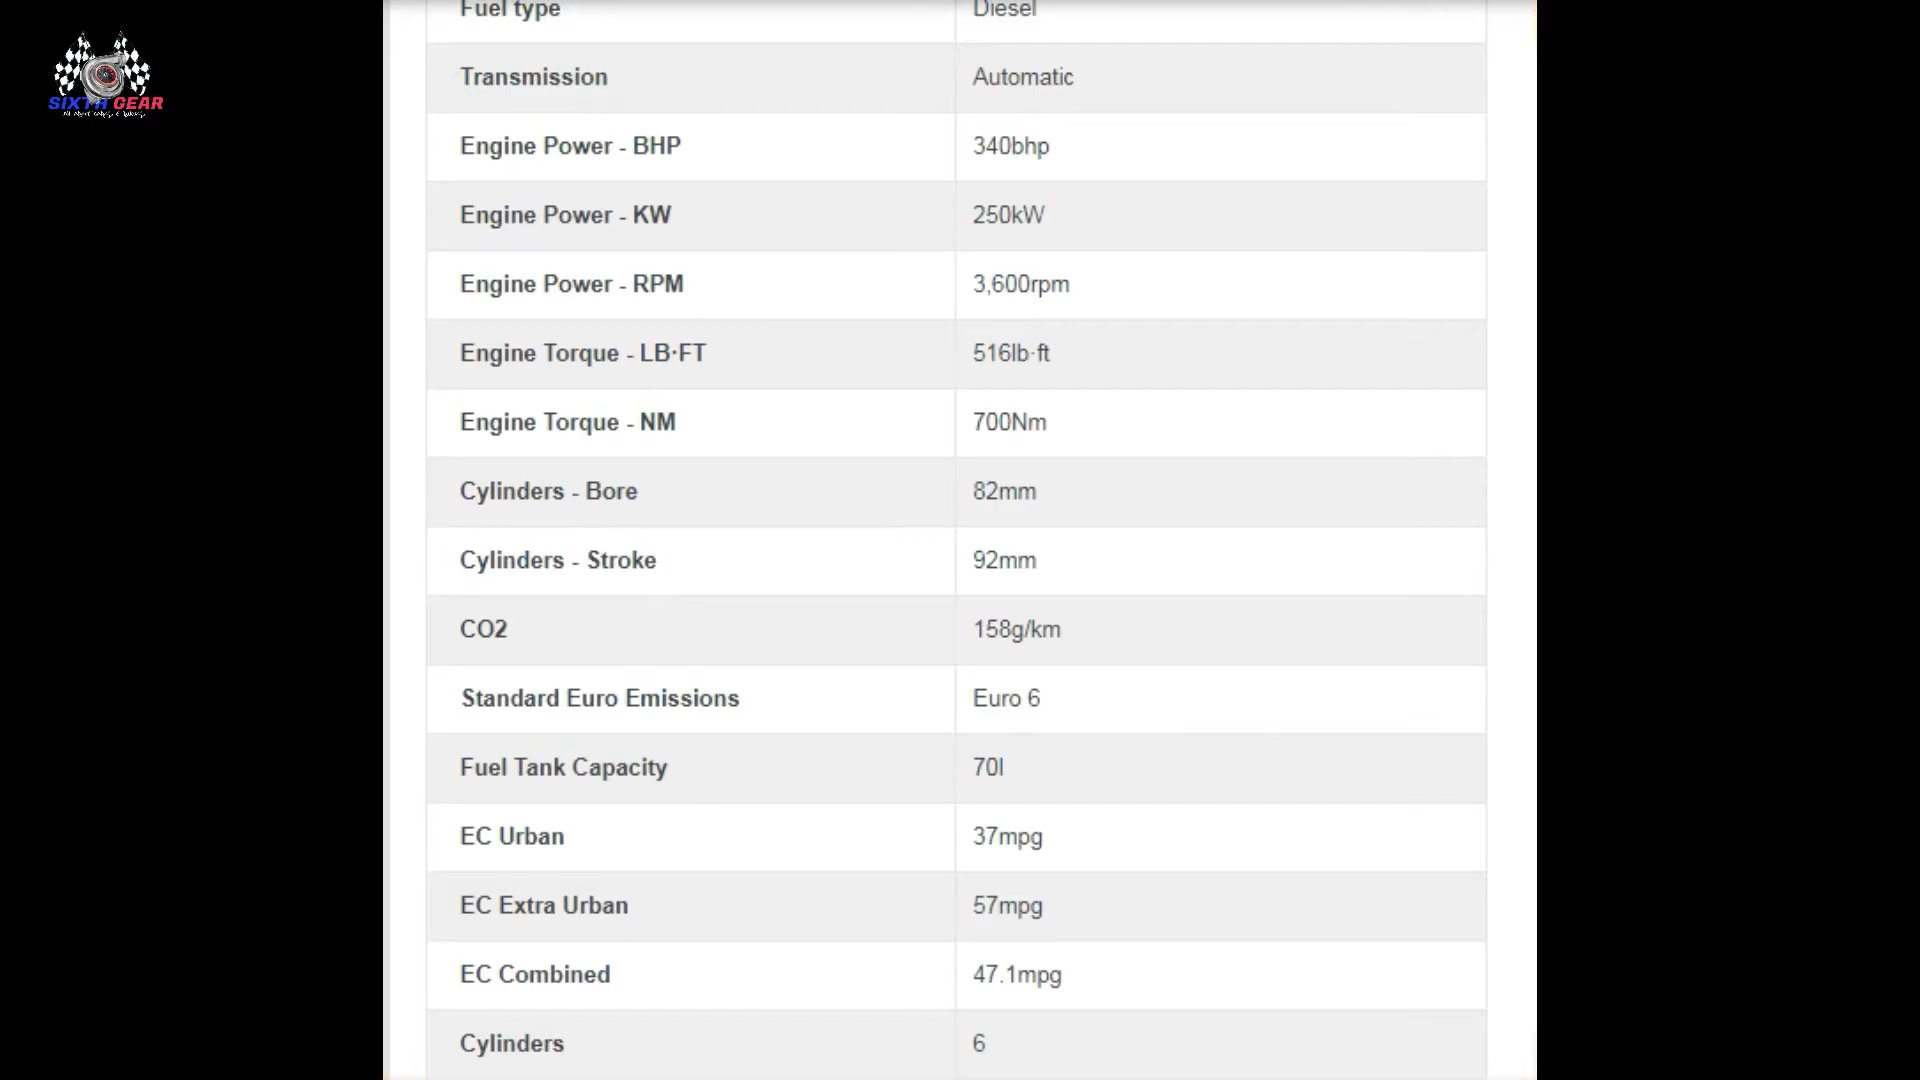 Fuel type Diesel
Transmission Automatic
Engine Power - BHP 340bhp
Engine Power - KW 250kW
Engine Power - RPM 3,600rpm
Engine Torque - LB·FT 516lb·ft
Engine Torque - NM 700Nm
Cylinders - Bore 82mm
Cylinders - Stroke 92mm
CO2 158g/km
Standard Euro Emissions Euro 6
Fuel Tank Capacity 70l
EC Urban 37mpg
EC Extra Urban 57mpg
EC Combined 47.1mpg
Cylinders 6
SIXTH GEAR